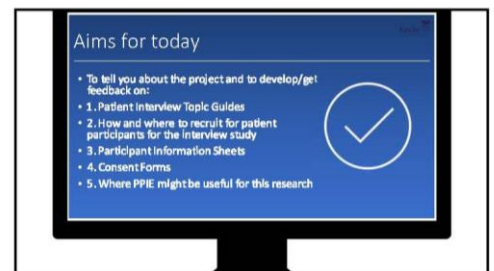 Aims for today
• To tell you about the project and to develop/get
feedback on:
• 1. Patient Interview Topic Guides
• 2. How and where to recruit for patient
participants for the interview study
• 3. Participant Information Sheets
• 4. Consent Forms
• 5. Where PPIE might be useful for this research